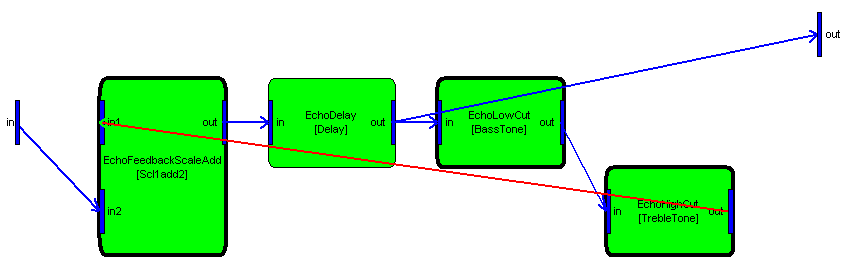 out
in
in1
out
EchoFeedbackScaleAdd
[Scl1add2]
in2
in
EchoDelay
[Delay]
out
in
EchoLowCut
[BassTone]
out
in
EchoHighCut
[TrebleTone]
out